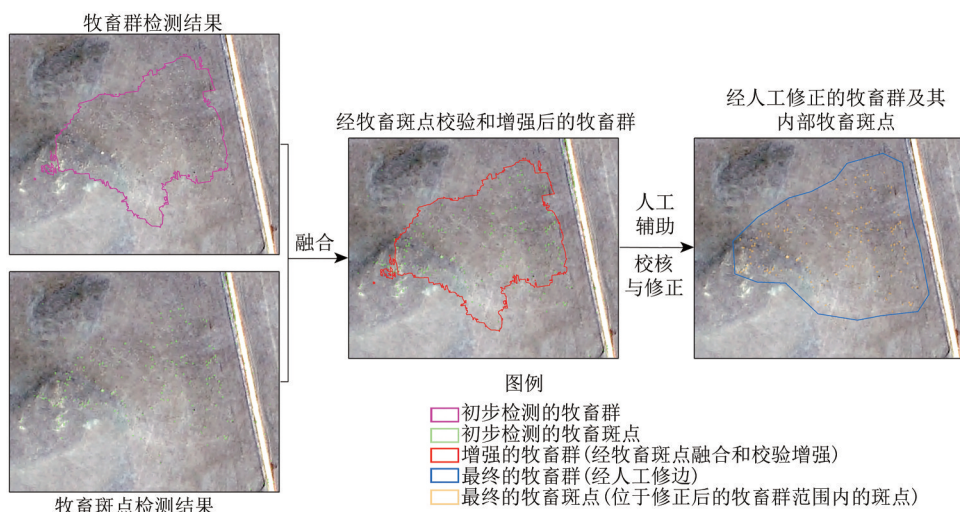 牧畜群检测结果
经牧畜斑点校验和增强后的牧畜群
经人工修正的牧畜群及其
内部牧畜斑点
融合
人工
辅助
校核
与修正
牧畜斑点检测结果
图例
初步检测的牧畜群
初步检测的牧畜斑点
增强的牧畜群(经牧畜斑点融合和校验增强)
最终的牧畜群(经人工修边)
最终的牧畜斑点(位于修正后的牧畜群范围内的斑点)